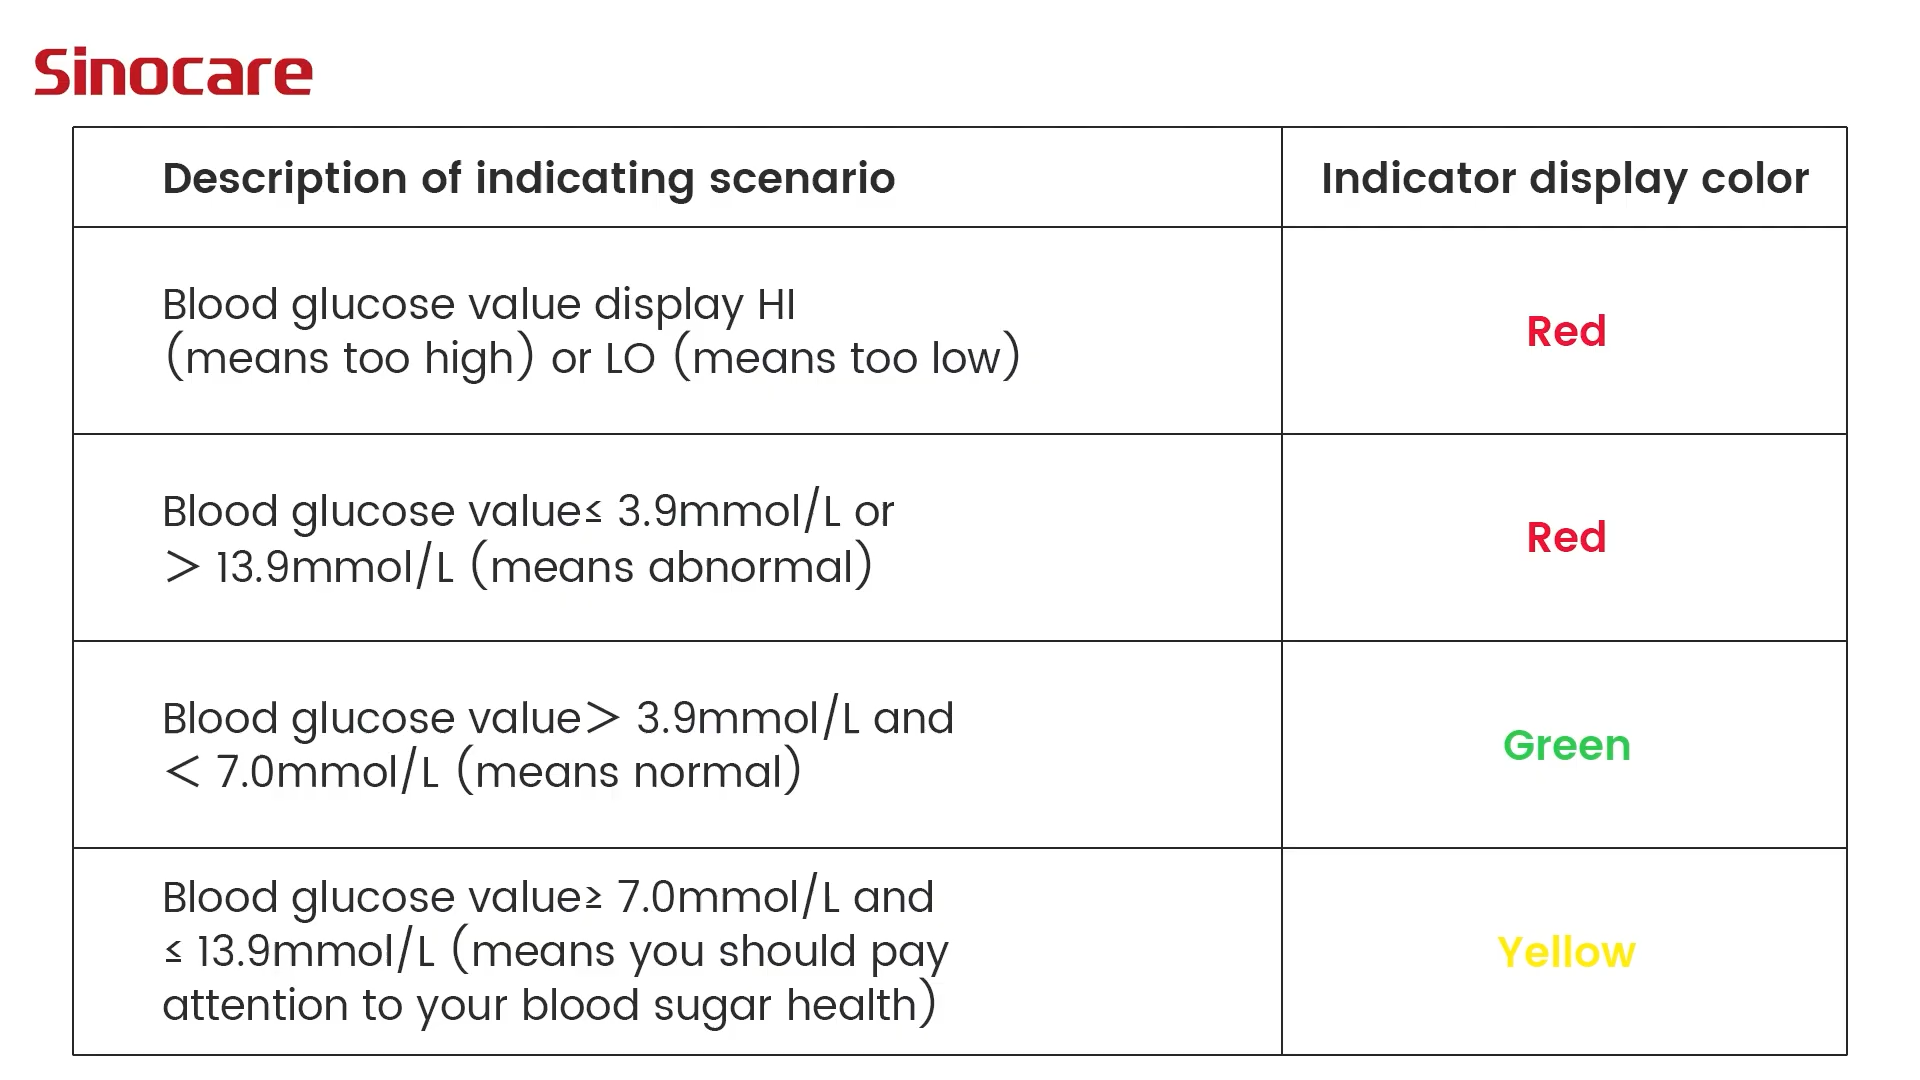 Sinocare
Description of indicating scenario
Indicator display color
Blood glucose value display HI
(means too high) or LO (means too low)
Red
Blood glucose value≤ 3.9mmol/L or
＞ 13.9mmol/L (means abnormal)
Red
Blood glucose value＞ 3.9mmol/L and
＜ 7.0mmol/L (means normal)
Green
Blood glucose value≥ 7.0mmol/L and
≤ 13.9mmol/L (means you should pay
attention to your blood sugar health)
Yellow